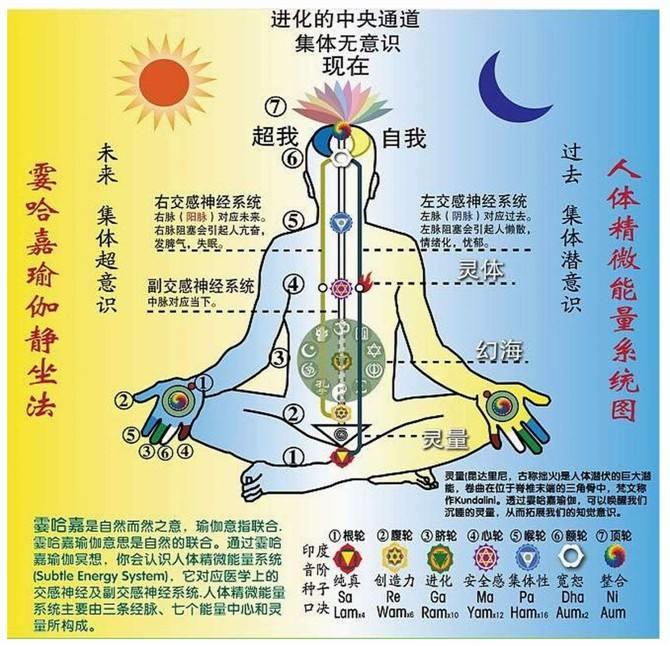 进化的中央通道
集体无意识
现在
⑦
超我
自我
⑥
霎哈嘉瑜伽静坐法
未来 集体超意识
过去 集体潜意识
人体精微能量系统图
右交感神经系统
右脉（阳脉）对应未来。
右脉阻塞会引起人亢奋，
发脾气，失眠。
⑤
左交感神经系统
左脉（阴脉）对应过去。
左脉阻塞会引起人懒散，
情绪化，忧郁。
副交感神经系统
中脉对应当下。
④
灵体
③
幻海
孔
②
灵量
①
①
②
⑤
③⑥④
灵量(昆达里尼，古称拙火)是人体潜伏的巨大潜
能，卷曲在位于脊椎末端的三角骨中，梵文称
作Kundalini。透过霎哈嘉瑜伽，可以唤醒我们
沉睡的灵量，从而拓展我们的知觉意识。
霎哈嘉是自然而然之意，瑜伽意指联合.
霎哈嘉瑜伽意思是自然的联合。通过霎哈
嘉瑜伽冥想，你会认识人体精微能量系统
(Subtle Energy System)，它对应医学上的
交感神经及副交感神经系统.人体精微能量
系统主要由三条经脉、七个能量中心和灵
量所构成。
①根轮 ②腹轮 ③脐轮 ④心轮 ⑤喉轮 ⑥额轮 ⑦顶轮
印度音阶
种子口决
纯真 创造力 进化 安全感 集体性 宽恕 整合
Sa Re Ga Ma Pa Dha Ni
Lamx4 Wamx6 Ramx10 Yamx12 Hamx16 Aumx2 Aum